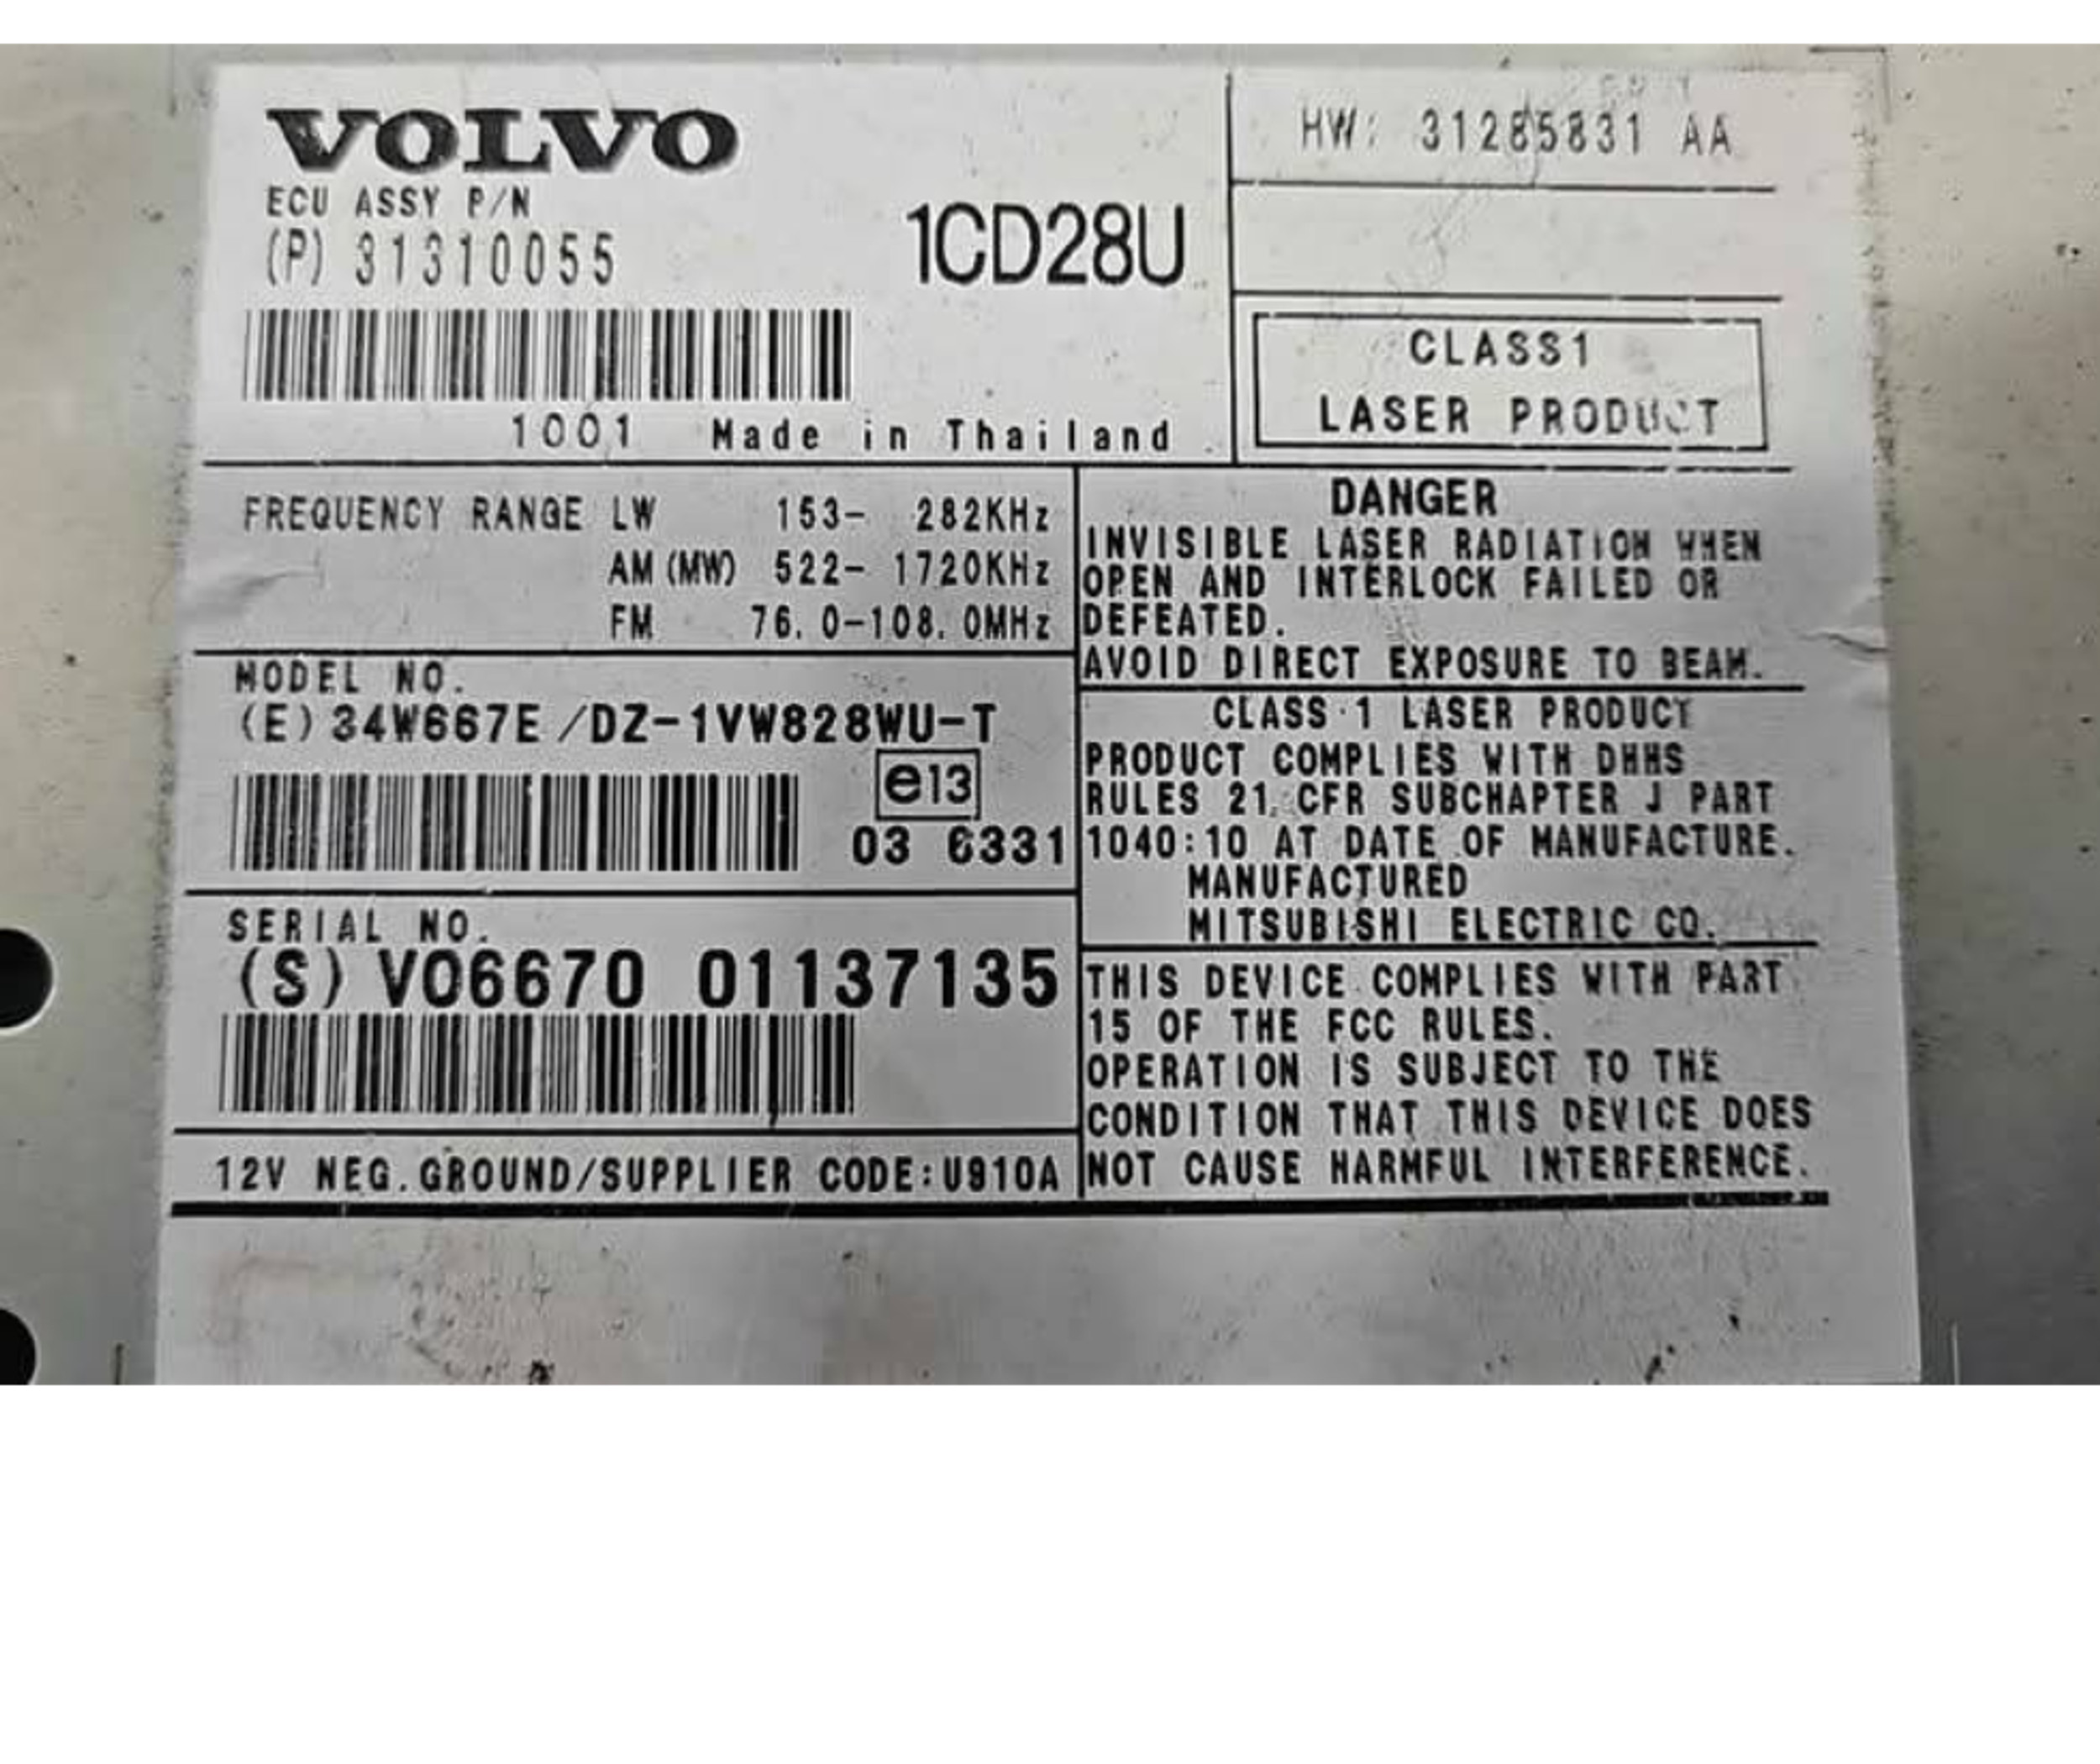 VOLVO
ECU ASSY P/N
(P) 31310055
1CD28U
1001 Made in Thailand
HW: 31285831 AA
CLASS1
LASER PRODUCT
FREQUENCY RANGE LW 153- 282KHz
AM (MW) 522- 1720KHz
FM 76.0-108.0MHz
MODEL NO.
(E) 34W667E /DZ-1VW828WU-T
e13
03 6331
SERIAL NO.
(S) VO6670 01137135
12V NEG.GROUND/SUPPLIER CODE:U910A
DANGER
INVISIBLE LASER RADIATION WHEN
OPEN AND INTERLOCK FAILED OR
DEFEATED.
AVOID DIRECT EXPOSURE TO BEAM.
CLASS 1 LASER PRODUCT
PRODUCT COMPLIES WITH DHHS
RULES 21 CFR SUBCHAPTER J PART
1040:10 AT DATE OF MANUFACTURE.
MANUFACTURED
MITSUBISHI ELECTRIC CO.
THIS DEVICE COMPLIES WITH PART
15 OF THE FCC RULES.
OPERATION IS SUBJECT TO THE
CONDITION THAT THIS DEVICE DOES
NOT CAUSE HARMFUL INTERFERENCE.